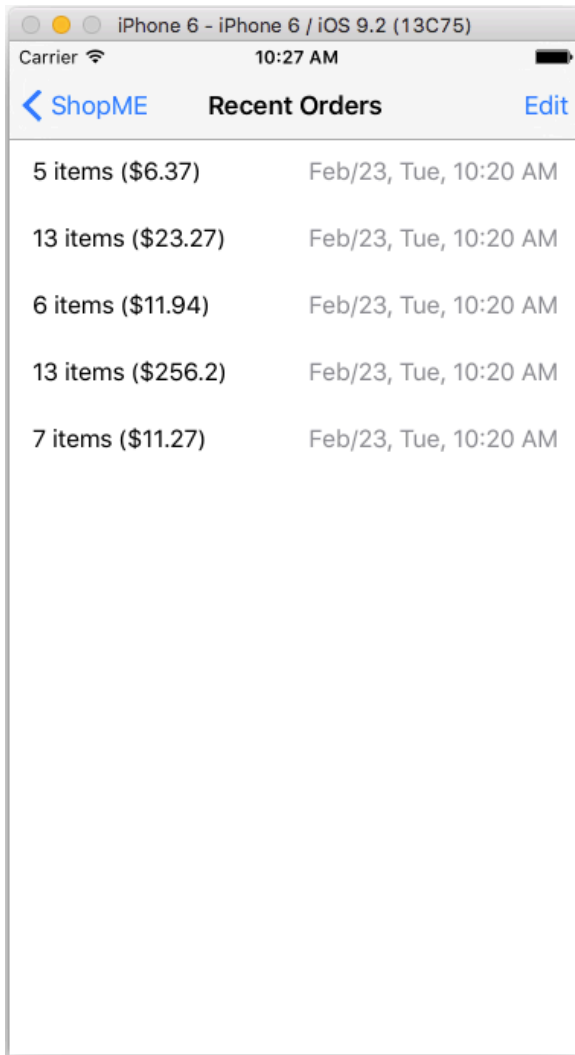 iPhone 6 - iPhone 6 / iOS 9.2 (13C75)
Carrier 10:27 AM
ShopME Recent Orders Edit
5 items ($6.37) Feb/23, Tue, 10:20 AM
13 items ($23.27) Feb/23, Tue, 10:20 AM
6 items ($11.94) Feb/23, Tue, 10:20 AM
13 items ($256.2) Feb/23, Tue, 10:20 AM
7 items ($11.27) Feb/23, Tue, 10:20 AM